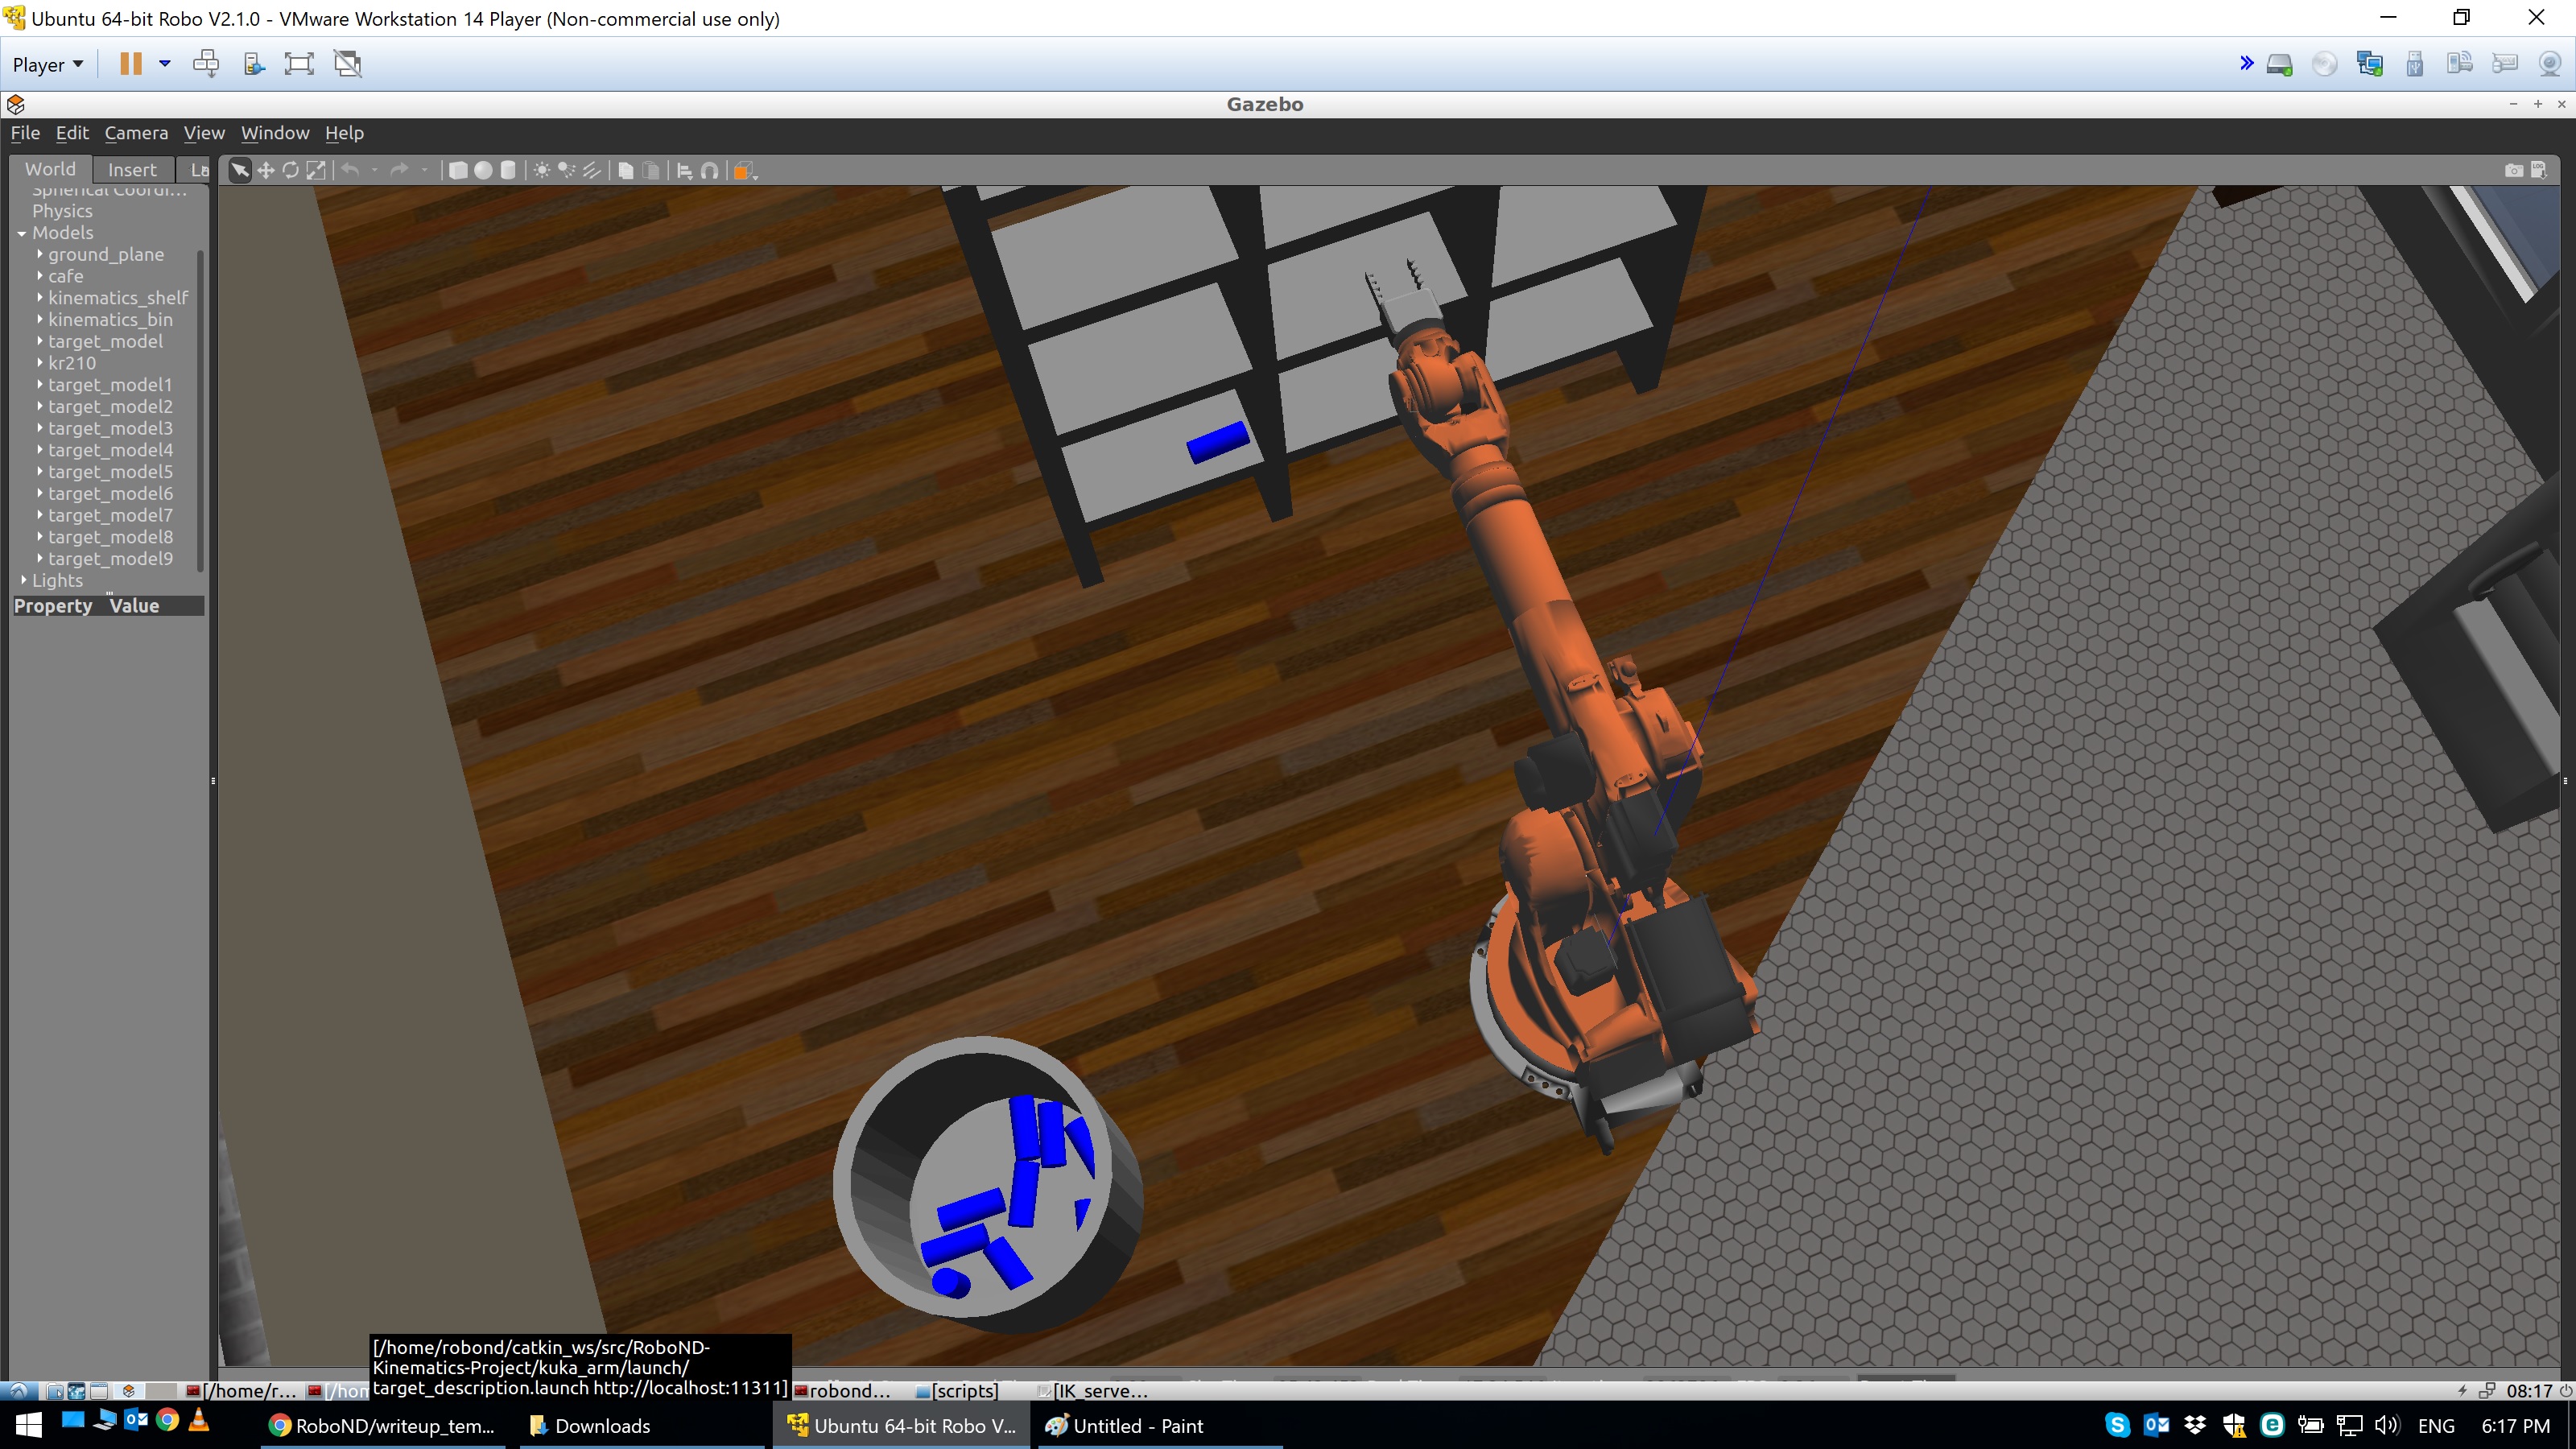 Ubuntu 64-bit Robo V2.1.0 - VMware Workstation 14 Player (Non-commercial use only)
Player
Gazebo
File Edit Camera View Window Help
World Insert La
Spherical Coordi...
Physics
Models
ground_plane
cafe
kinematics_shelf
kinematics_bin
target_model
kr210
target_model1
target_model2
target_model3
target_model4
target_model5
target_model6
target_model7
target_model8
target_model9
Lights
Property Value
[/home/robond/catkin_ws/src/RoboND-
Kinematics-Project/kuka_arm/launch/
target_description.launch http://localhost:11311]
[/home/r... [/hom robond... [scripts] [IK_serve... 08:17
RoboND/writeup_tem... Downloads Ubuntu 64-bit Robo V... Untitled - Paint ENG 6:17 PM